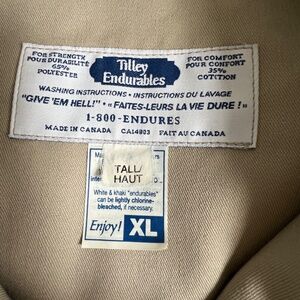 FOR STRENGTH
POUR DURABILITÉ
65%
POLYESTER
Tilley
Endurables
FOR COMFORT
POUR CONFORT
35%
COTTON
WASHING INSTRUCTIONS • INSTRUCTIONS DU LAVAGE
"GIVE 'EM HELL!" • «FAITES-LEURS LA VIE DURE!»
1-800-ENDURES
MADE IN CANADA CA14933 FAIT AU CANADA
TALL/
HAUT
White & khaki "endurables"
can be lightly chlorine-
bleached, if necessary.
Enjoy! XL